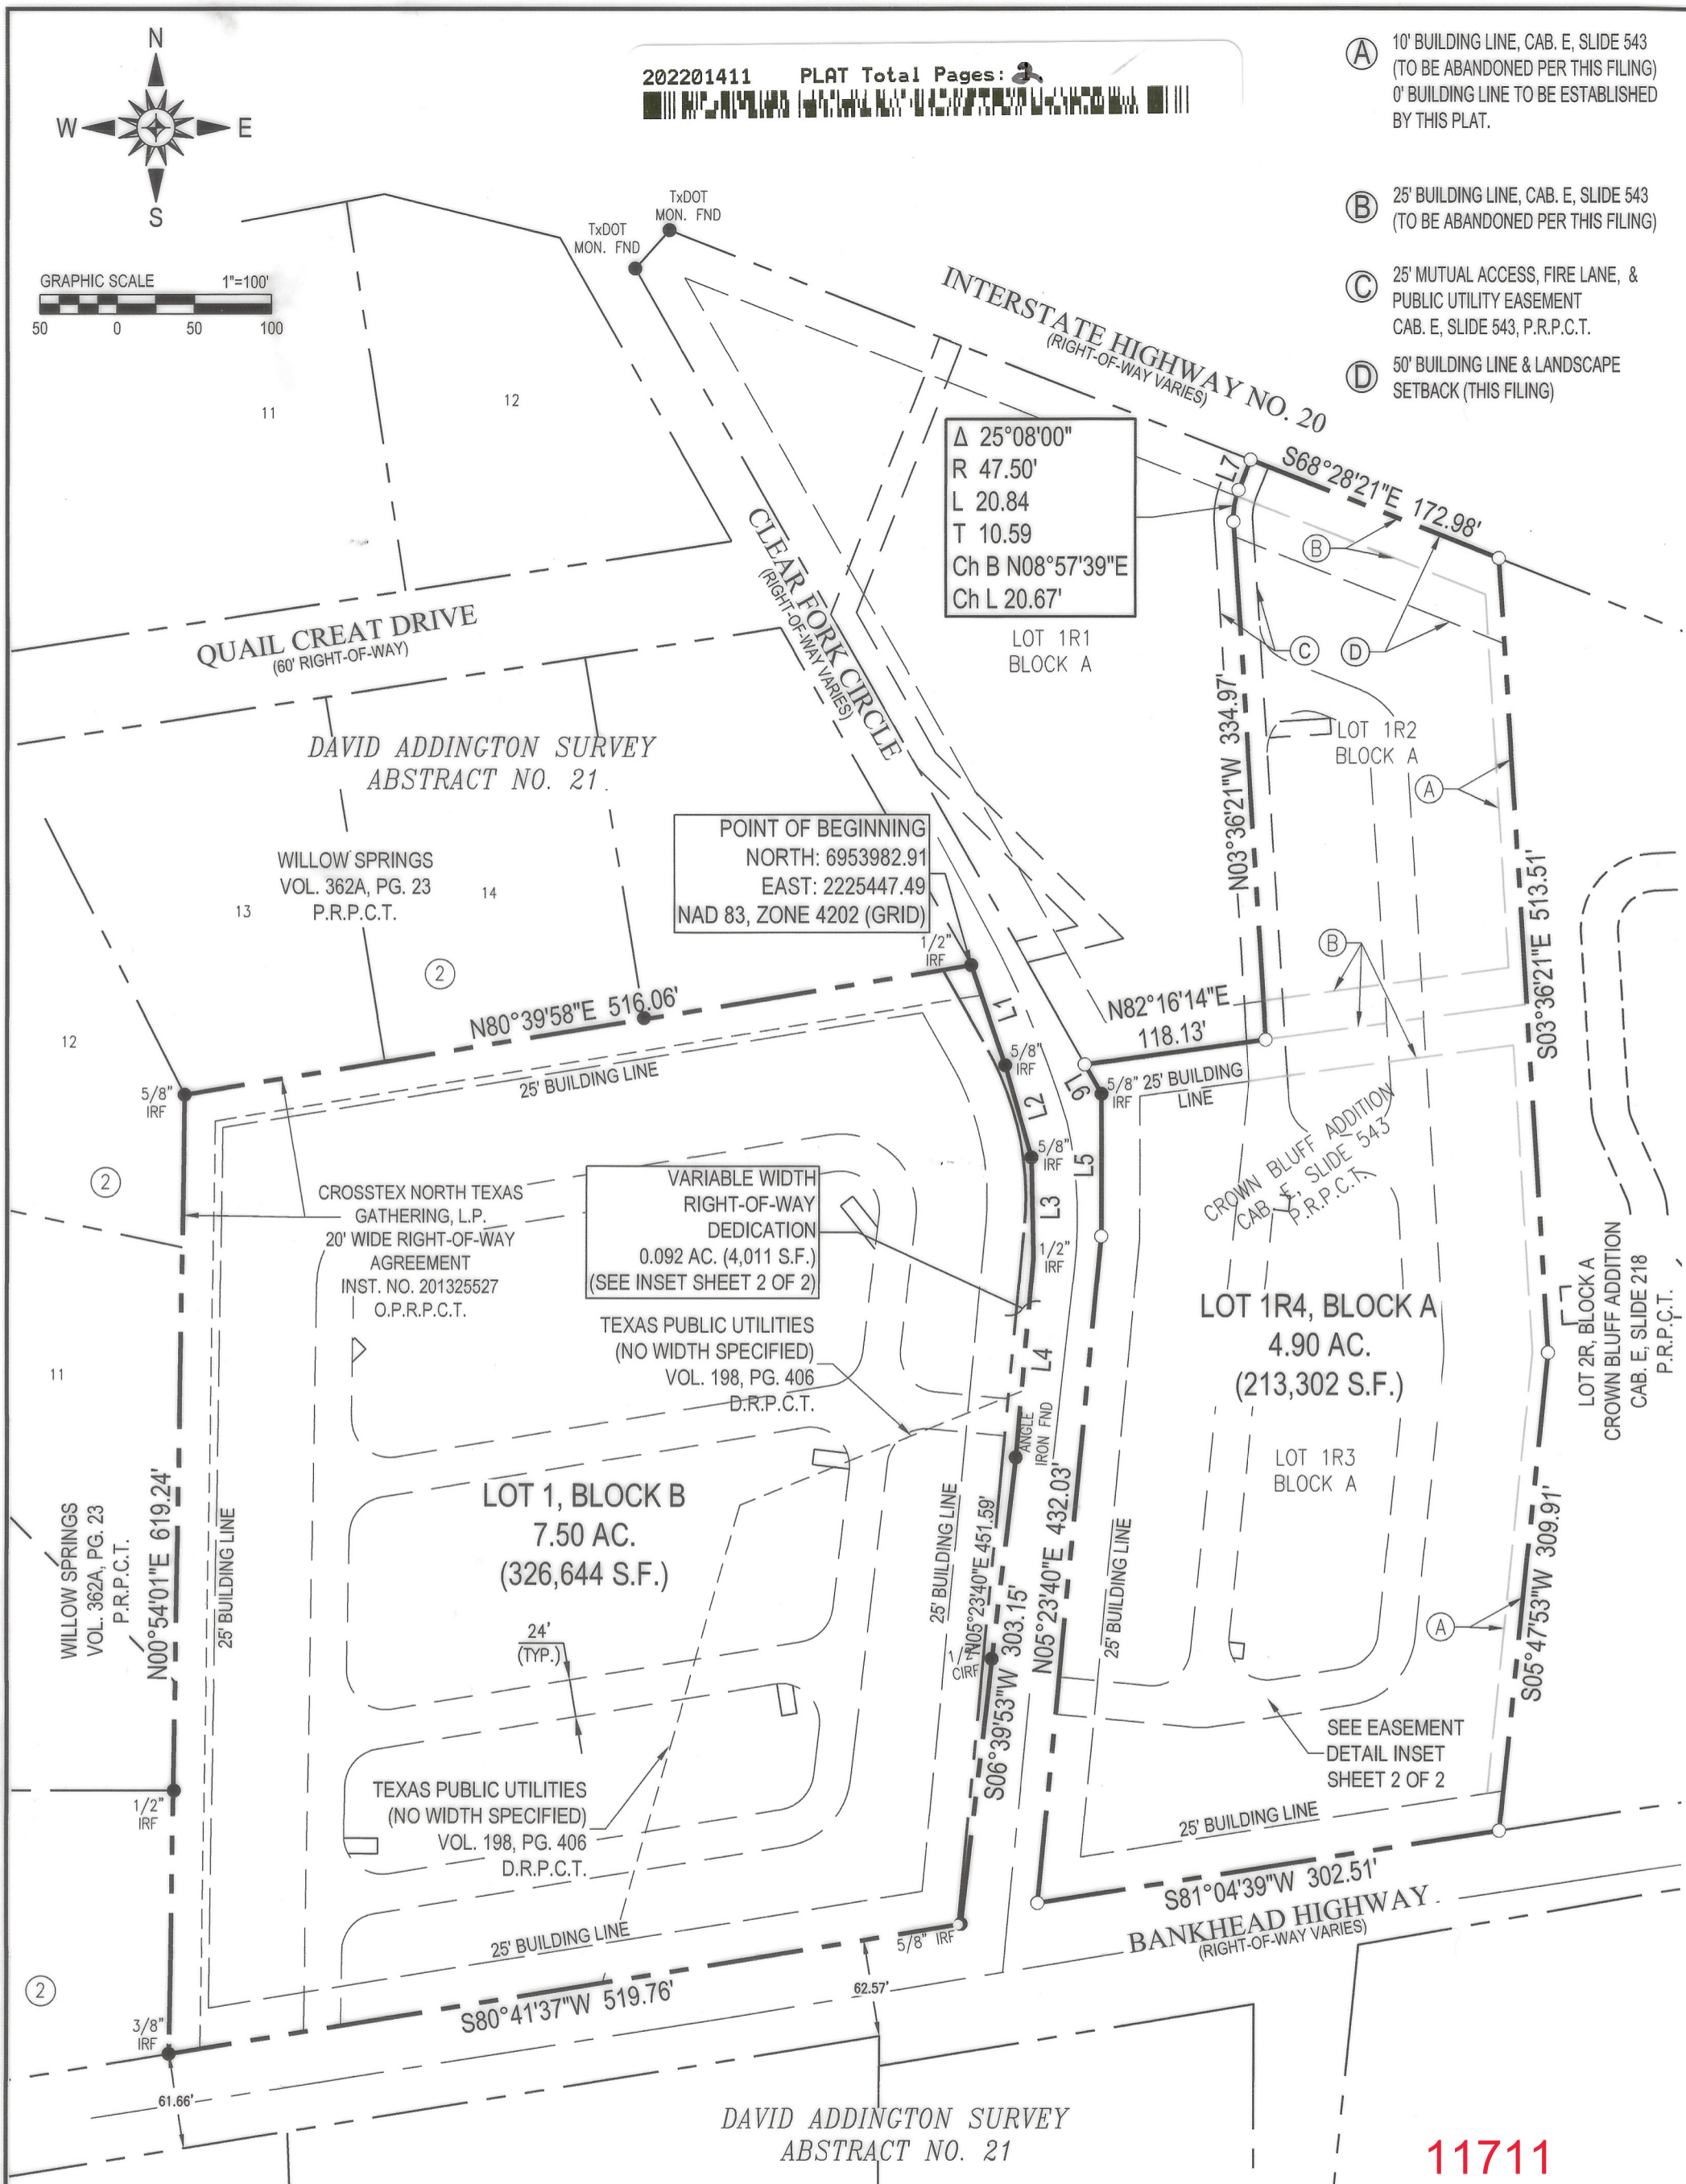 N
W E
S
GRAPHIC SCALE 1"=100'
50 0 50 100
202201411 PLAT Total Pages:
A
10' BUILDING LINE, CAB. E, SLIDE 543
(TO BE ABANDONED PER THIS FILING)
0' BUILDING LINE TO BE ESTABLISHED
BY THIS PLAT.
B
25' BUILDING LINE, CAB. E, SLIDE 543
(TO BE ABANDONED PER THIS FILING)
C
25' MUTUAL ACCESS, FIRE LANE, &
PUBLIC UTILITY EASEMENT
CAB. E, SLIDE 543, P.R.P.C.T.
D
50' BUILDING LINE & LANDSCAPE
SETBACK (THIS FILING)
TxDOT
MON. FND
TxDOT
MON. FND
INTERSTATE HIGHWAY NO. 20
(RIGHT-OF-WAY VARIES)
11
12
Δ 25°08'00"
R 47.50'
L 20.84
T 10.59
Ch B N08°57'39"E
Ch L 20.67'
LOT 1R1
BLOCK A
L7
S68°28'21"E 172.98'
B
C
D
CLEAR FORK CIRCLE
(RIGHT-OF-WAY VARIES)
QUAIL CREAT DRIVE
(60' RIGHT-OF-WAY)
DAVID ADDINGTON SURVEY
ABSTRACT NO. 21
N03°36'21"W 334.97'
LOT 1R2
BLOCK A
A
POINT OF BEGINNING
NORTH: 6953982.91
EAST: 2225447.49
NAD 83, ZONE 4202 (GRID)
WILLOW SPRINGS
VOL. 362A, PG. 23
P.R.P.C.T.
13
14
2
1/2"
IRF
S03°36'21"E 513.51'
B
N80°39'58"E 516.06'
L1
N82°16'14"E
118.13'
12
25' BUILDING LINE
5/8"
IRF
5/8"
IRF
L6
5/8"
IRF
25' BUILDING
LINE
L2
CROWN BLUFF ADDITION
CAB. E, SLIDE 543
P.R.P.C.T.
5/8"
IRF
L5
2
CROSSTEX NORTH TEXAS
GATHERING, L.P.
20' WIDE RIGHT-OF-WAY
AGREEMENT
INST. NO. 201325527
O.P.R.P.C.T.
VARIABLE WIDTH
RIGHT-OF-WAY
DEDICATION
0.092 AC. (4,011 S.F.)
(SEE INSET SHEET 2 OF 2)
L3
1/2"
IRF
LOT 2R, BLOCK A
CROWN BLUFF ADDITION
CAB. E, SLIDE 218
P.R.P.C.T.
LOT 1R4, BLOCK A
4.90 AC.
(213,302 S.F.)
TEXAS PUBLIC UTILITIES
(NO WIDTH SPECIFIED)
VOL. 198, PG. 406
D.R.P.C.T.
L4
11
ANGLE
IRON FND
LOT 1R3
BLOCK A
LOT 1, BLOCK B
7.50 AC.
(326,644 S.F.)
WILLOW SPRINGS
VOL. 362A, PG. 23
P.R.P.C.T.
N00°54'01"E 619.24'
25' BUILDING LINE
25' BUILDING LINE
N05°23'40"E 451.59'
N05°23'40"E 432.03'
25' BUILDING LINE
S05°47'53"W 309.91'
24'
(TYP.)
1/2"
CIRF
S06°39'53"W 303.15'
A
SEE EASEMENT
DETAIL INSET
SHEET 2 OF 2
TEXAS PUBLIC UTILITIES
(NO WIDTH SPECIFIED)
VOL. 198, PG. 406
D.R.P.C.T.
1/2"
IRF
25' BUILDING LINE
S81°04'39"W 302.51'
BANKHEAD HIGHWAY
(RIGHT-OF-WAY VARIES)
25' BUILDING LINE
5/8" IRF
2
S80°41'37"W 519.76'
62.57'
3/8"
IRF
61.66'
DAVID ADDINGTON SURVEY
ABSTRACT NO. 21
11711